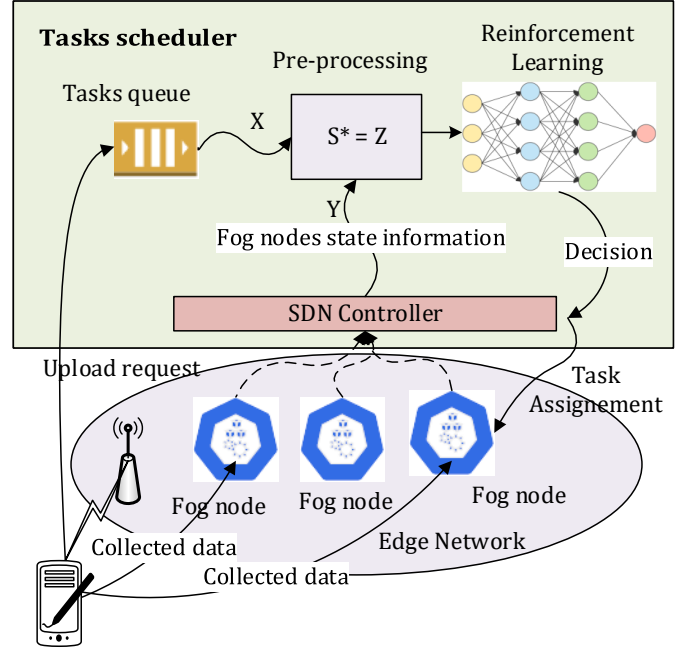 Tasks scheduler
Reinforcement
Learning
Pre-processing
Tasks queue
X
S* = Z
Y
Fog nodes state information
Decision
SDN Controller
Upload request
Task
Assignement
Fog node
Fog node
Fog node
Edge Network
Collected data
Collected data